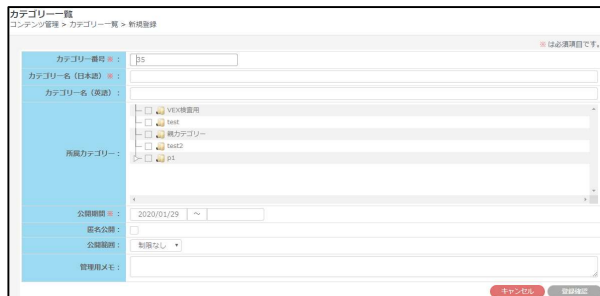 カテゴリー一覧
コンテンツ管理 > カテゴリー一覧 > 新規登録
※ は必須項目です。
カテゴリー番号 ※ : 35
カテゴリー名(日本語) ※ :
カテゴリー名(英語) :
所属カテゴリー :
VEX検査用
test
親カテゴリー
test2
p1
公開期間 ※ : 2020/01/29 ~
匿名公開 :
公開範囲 : 制限なし
管理用メモ :
キャンセル 登録確認